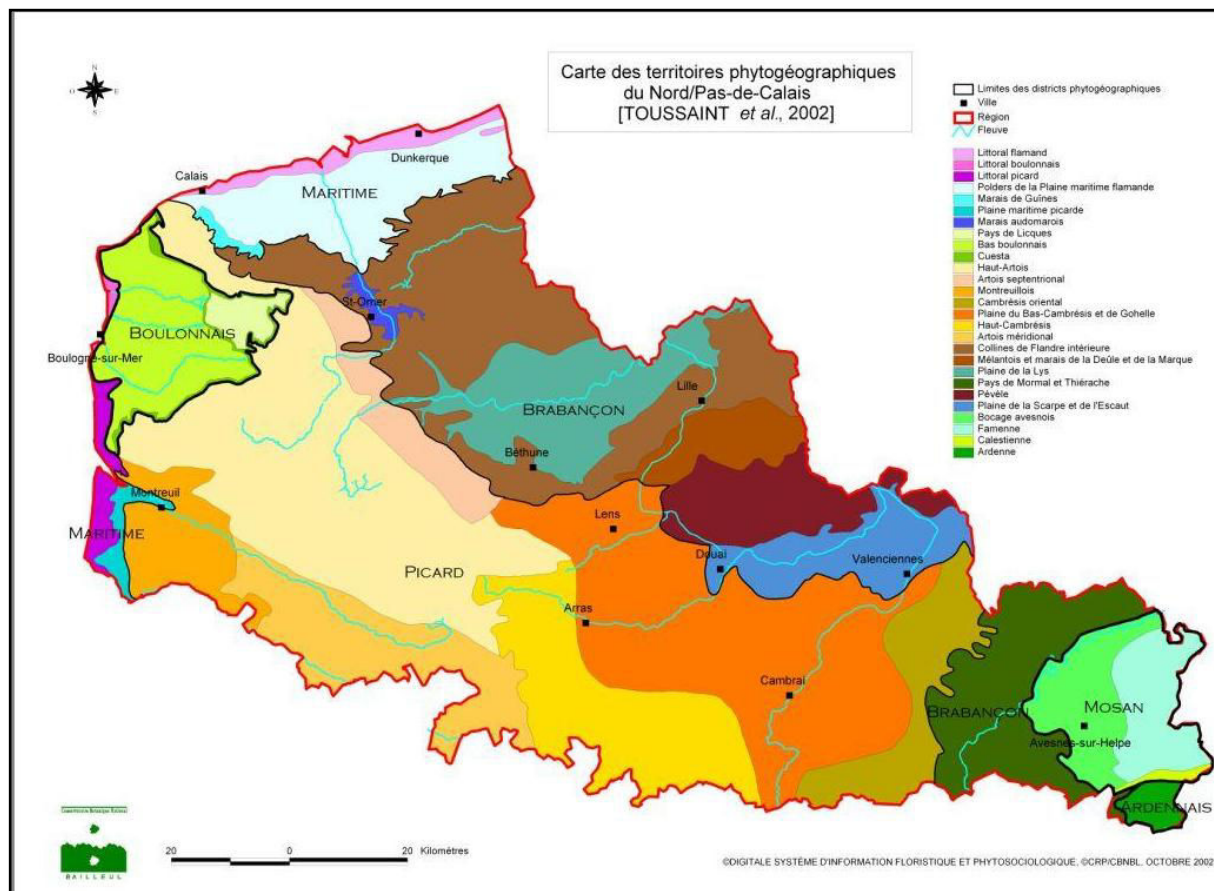 Carte des territoires phytogéographiques
du Nord/Pas-de-Calais
[TOUSSAINT et al., 2002]
N
O
E
S
Limites des districts phytogéographiques
Ville
Région
Fleuve
Littoral flamand
Littoral boulonnais
Littoral picard
Polders de la Plaine maritime flamande
Marais de Guînes
Plaine maritime picarde
Marais audomarois
Pays de Licques
Bas boulonnais
Cuesta
Haut-Artois
Artois septentrional
Montreuillois
Cambrésis oriental
Plaine du Bas-Cambrésis et de Gohelle
Haut-Cambrésis
Artois méridional
Collines de Flandre intérieure
Mélantois et marais de la Deûle et de la Marque
Plaine de la Lys
Pays de Mormal et Thiérache
Pévèle
Plaine de la Scarpe et de l'Escaut
Bocage avesnois
Famenne
Calestienne
Ardenne
Dunkerque
Calais
MARITIME
St-Omer
BOULONNAIS
Boulogne-sur-Mer
Lille
BRABANÇON
Béthune
Montreuil
Lens
MARITIME
Douai
Valenciennes
PICARD
Arras
Cambrai
BRABANÇON
MOSAN
Avesnes-sur-Helpe
ARDENNAIS
BAILLEUL
20
0
20
Kilomètres
©DIGITALE SYSTÈME D'INFORMATION FLORISTIQUE ET PHYTOSOCIOLOGIQUE, ©CRP/CBNBL, OCTOBRE 2002